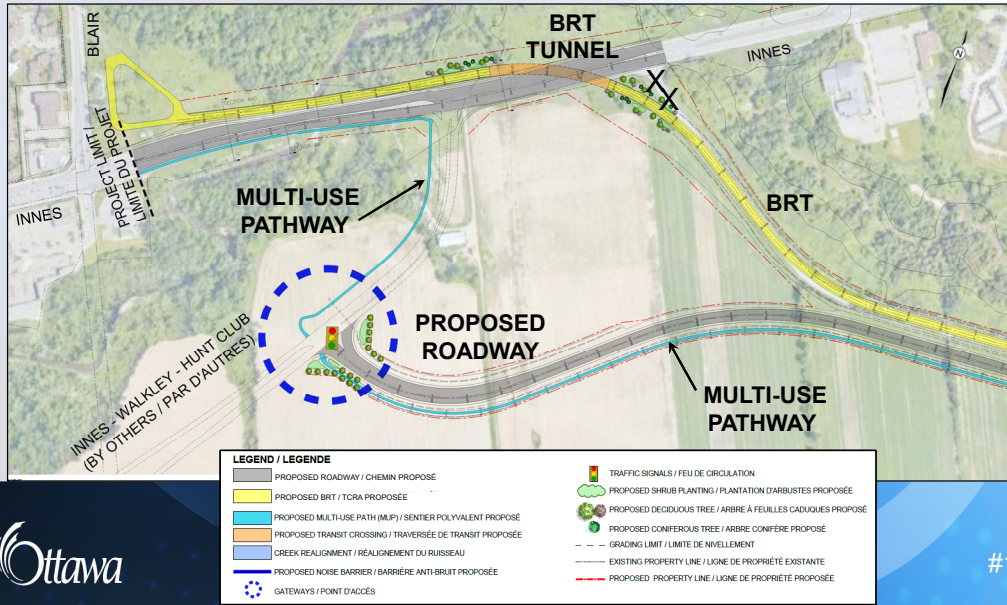 BLAIR
BRT
TUNNEL
INNES
X
X
N
PROJECT LIMIT /
LIMITE DU PROJET
INNES
MULTI-USE
PATHWAY
BRT
PROPOSED
ROADWAY
INNES - WALKLEY - HUNT CLUB
(BY OTHERS / PAR D'AUTRES)
MULTI-USE
PATHWAY
LEGEND / LEGENDE
PROPOSED ROADWAY / CHEMIN PROPOSÉ
PROPOSED BRT / TCRA PROPOSÉE
PROPOSED MULTI-USE PATH (MUP) / SENTIER POLYVALENT PROPOSÉ
PROPOSED TRANSIT CROSSING / TRAVERSÉE DE TRANSIT PROPOSÉE
CREEK REALIGNMENT / RÉALIGNEMENT DU RUISSEAU
PROPOSED NOISE BARRIER / BARRIÈRE ANTI-BRUIT PROPOSÉE
GATEWAYS / POINT D'ACCÈS
TRAFFIC SIGNALS / FEU DE CIRCULATION
PROPOSED SHRUB PLANTING / PLANTATION D'ARBUSTES PROPOSÉE
PROPOSED DECIDUOUS TREE / ARBRE À FEUILLES CADUQUES PROPOSÉ
PROPOSED CONIFEROUS TREE / ARBRE CONIFÈRE PROPOSÉ
GRADING LIMIT / LIMITE DE NIVELLEMENT
EXISTING PROPERTY LINE / LIGNE DE PROPRIÉTÉ EXISTANTE
PROPOSED PROPERTY LINE / LIGNE DE PROPRIÉTÉ PROPOSÉE
Ottawa